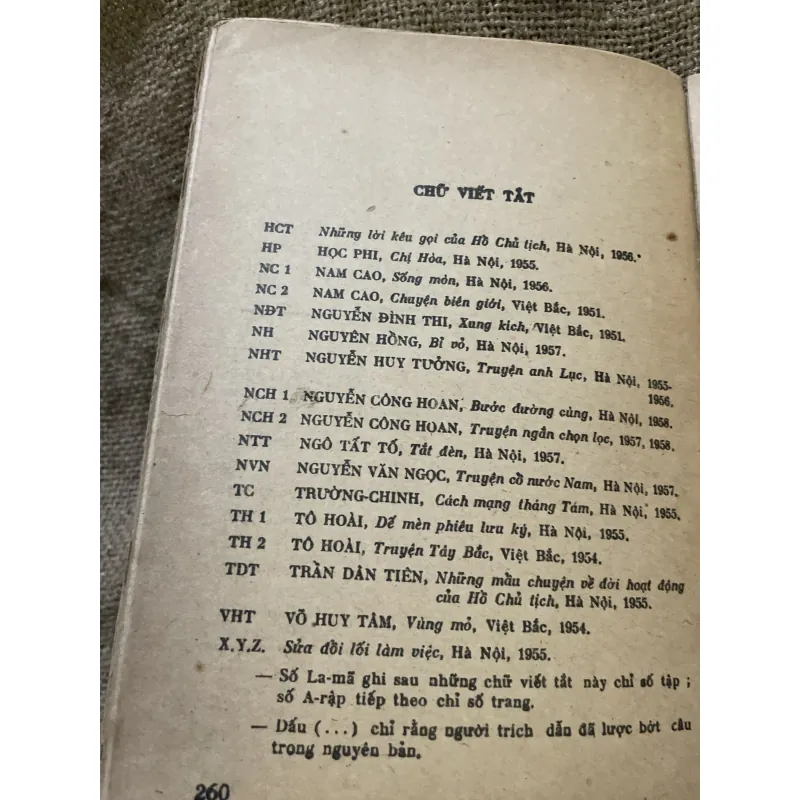 CHỮ VIẾT TẮT
HCT Những lời kêu gọi của Hồ Chủ tịch, Hà Nội, 1956.
HP HỌC PHI, Chị Hòa, Hà Nội, 1955.
NC 1 NAM CAO, Sống mòn, Hà Nội, 1956.
NC 2 NAM CAO, Chuyện biên giới, Việt Bắc, 1951.
NĐT NGUYỄN ĐÌNH THI, Xung kích, Việt Bắc, 1951.
NH NGUYÊN HỒNG, Bỉ vỏ, Hà Nội, 1957.
NHT NGUYỄN HUY TƯỞNG, Truyện anh Lục, Hà Nội, 1955-
1956.
NCH 1 NGUYỄN CÔNG HOAN, Bước đường cùng, Hà Nội, 1958.
NCH 2 NGUYỄN CÔNG HOAN, Truyện ngắn chọn lọc, 1957, 1958.
NTT NGÔ TẤT TỐ, Tắt đèn, Hà Nội, 1957.
NVN NGUYỄN VĂN NGỌC, Truyện cổ nước Nam, Hà Nội, 1957.
TC TRƯỜNG-CHINH, Cách mạng tháng Tám, Hà Nội, 1955.
TH 1 TÔ HOÀI, Dế mèn phiêu lưu ký, Hà Nội, 1955.
TH 2 TÔ HOÀI, Truyện Tây Bắc, Việt Bắc, 1954.
TDT TRẦN DÂN TIÊN, Những mẩu chuyện về đời hoạt động
của Hồ Chủ tịch, Hà Nội, 1955.
VHT VÕ HUY TÂM, Vùng mỏ, Việt Bắc, 1954.
X.Y.Z. Sửa đổi lối làm việc, Hà Nội, 1955.
— Số La-mã ghi sau những chữ viết tắt này chỉ số tập ;
số A-rập tiếp theo chỉ số trang.
— Dấu (...) chỉ rằng người trích dẫn đã lược bớt câu
trong nguyên bản.
260